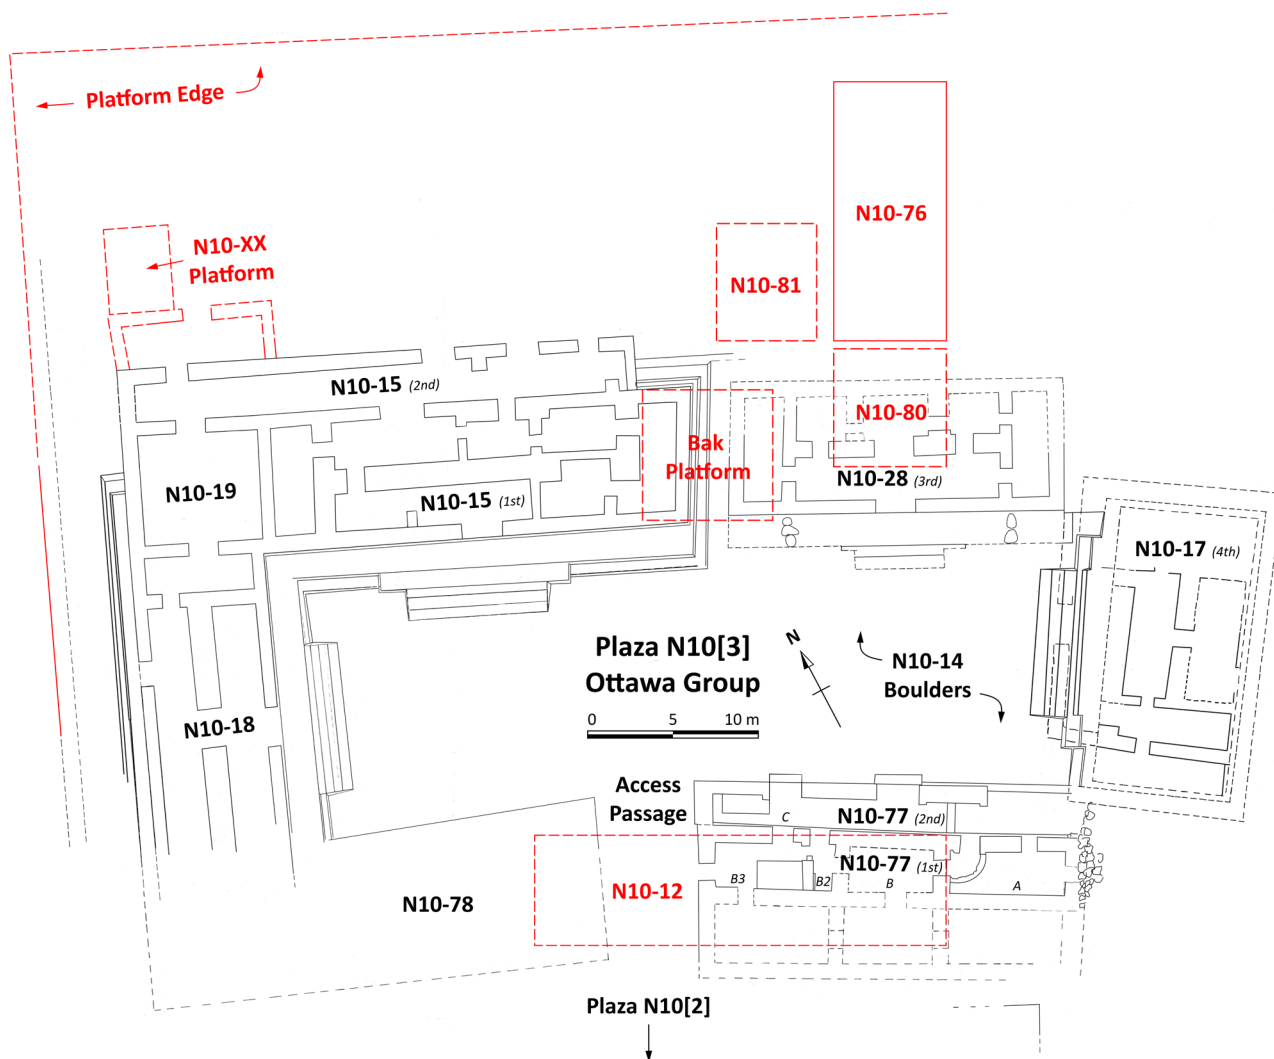 Platform Edge
N10-76
N10-XX
Platform
N10-81
N10-15 (2nd)
N10-80
Bak
Platform
N10-28 (3rd)
N10-19
N10-15 (1st)
N10-17 (4th)
N
Plaza N10[3]
Ottawa Group
N10-14
Boulders
0 5 10 m
N10-18
Access
Passage
C
N10-77 (2nd)
N10-77 (1st)
B3
B2
B
A
N10-12
N10-78
Plaza N10[2]